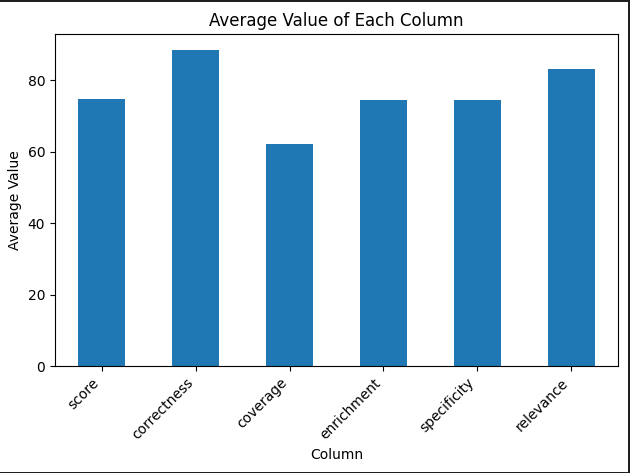 Average Value of Each Column
Average Value
80
60
40
20
0
score
correctness
coverage
enrichment
specificity
relevance
Column